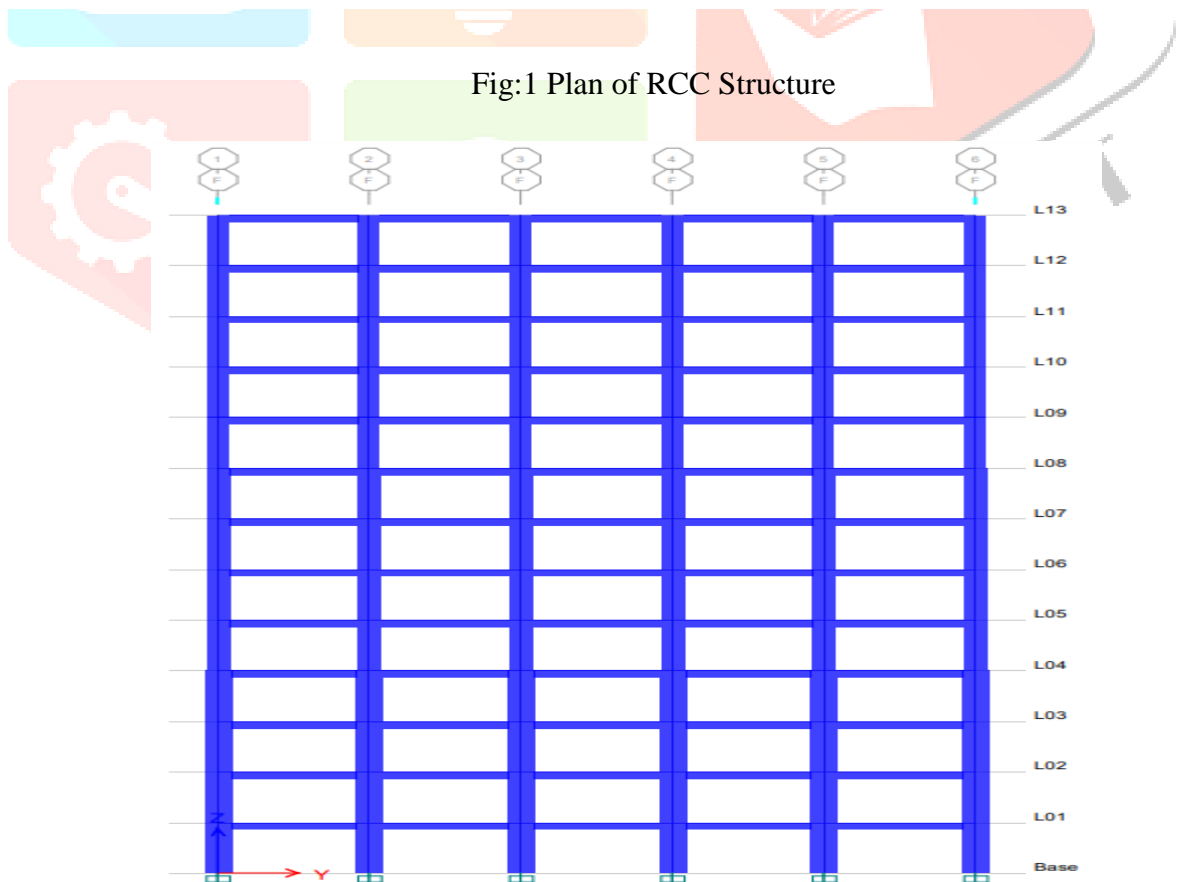 Fig:1 Plan of RCC Structure
1 2 3 4 5 6
F F F F F F
L13
L12
L11
L10
L09
L08
L07
L06
L05
L04
L03
L02
L01
Z
Base
Y